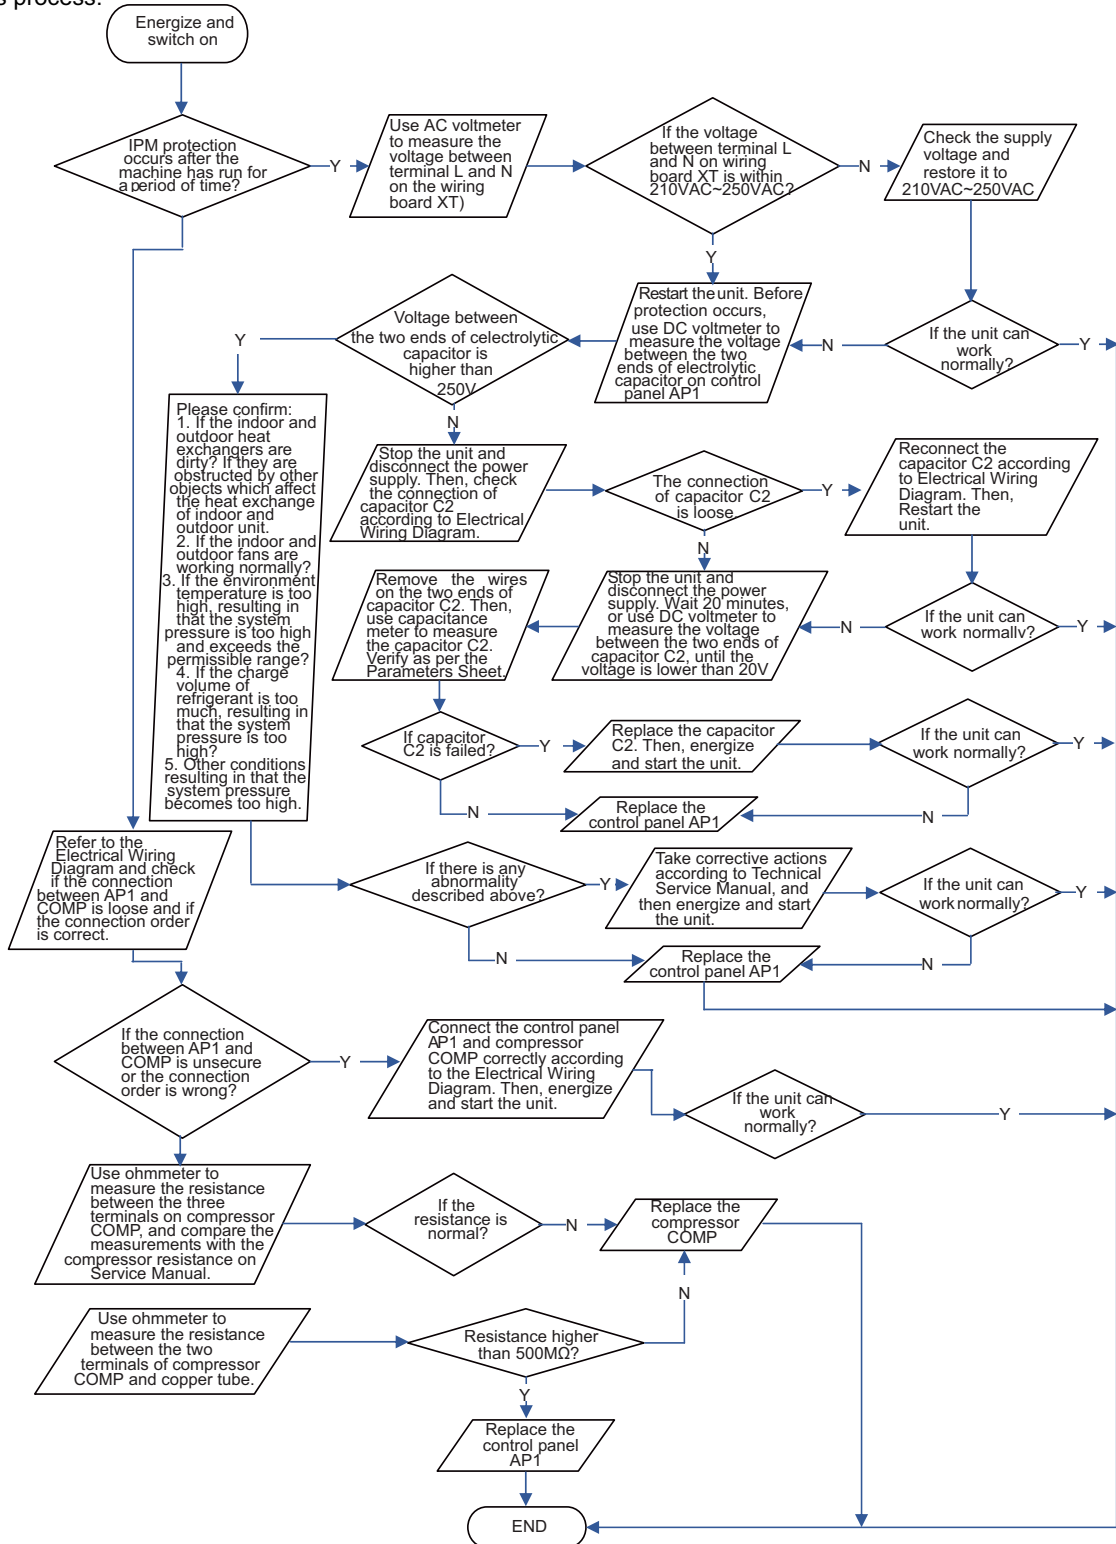 s process.
Energize and
switch on
IPM protection
occurs after the
machine has run for
a period of time?
Y
Use AC voltmeter
to measure the
voltage between
terminal L and N
on the wiring
board XT)
If the voltage
between terminal L
and N on wiring
board XT is within
210VAC~250VAC?
N
Check the supply
voltage and
restore it to
210VAC~250VAC
Y
Voltage between
the two ends of celectrolytic
capacitor is
higher than
250V
Y
N
Restart the unit. Before
protection occurs,
use DC voltmeter to
measure the voltage
between the two
ends of electrolytic
capacitor on control
panel AP1
N
If the unit can
work
normally?
Y
Please confirm:
1. If the indoor and
outdoor heat
exchangers are
dirty? If they are
obstructed by other
objects which affect
the heat exchange
of indoor and
outdoor unit.
2. If the indoor and
outdoor fans are
working normally?
3. If the environment
temperature is too
high, resulting in
that the system
pressure is too high
and exceeds the
permissible range?
4. If the charge
volume of
refrigerant is too
much, resulting in
that the system
pressure is too
high?
5. Other conditions
resulting in that the
system pressure
becomes too high.
Stop the unit and
disconnect the power
supply. Then, check
the connection of
capacitor C2
according to Electrical
Wiring Diagram.
The connection
of capacitor C2
is loose
Y
Reconnect the
capacitor C2 according
to Electrical Wiring
Diagram. Then,
Restart the
unit.
N
Remove the wires
on the two ends of
capacitor C2. Then,
use capacitance
meter to measure
the capacitor C2.
Verify as per the
Parameters Sheet.
Stop the unit and
disconnect the power
supply. Wait 20 minutes,
or use DC voltmeter to
measure the voltage
between the two ends of
capacitor C2, until the
voltage is lower than 20V
N
If the unit can
work normally?
Y
If capacitor
C2 is failed?
Y
Replace the capacitor
C2. Then, energize
and start the unit.
If the unit can
work normally?
Y
N
Replace the
control panel AP1
N
Refer to the
Electrical Wiring
Diagram and check
if the connection
between AP1 and
COMP is loose and if
the connection order
is correct.
If there is any
abnormality
described above?
Y
Take corrective actions
according to Technical
Service Manual, and
then energize and start
the unit.
If the unit can
work normally?
Y
N
Replace the
control panel AP1
N
If the connection
between AP1 and
COMP is unsecure
or the connection
order is wrong?
Y
Connect the control panel
AP1 and compressor
COMP correctly according
to the Electrical Wiring
Diagram. Then, energize
and start the unit.
If the unit can
work
normally?
Y
Use ohmmeter to
measure the resistance
between the three
terminals on compressor
COMP, and compare the
measurements with the
compressor resistance on
Service Manual.
If the
resistance is
normal?
N
Replace the
compressor
COMP
N
Use ohmmeter to
measure the resistance
between the two
terminals of compressor
COMP and copper tube.
Resistance higher
than 500MΩ?
Y
Replace the
control panel
AP1
END